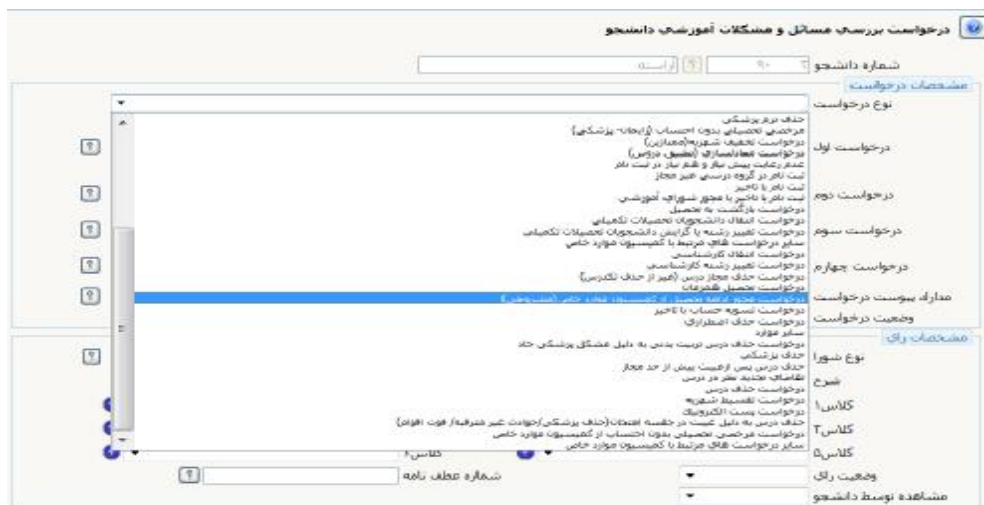 درخواست بررسی مسائل و مشکلات آموزشی دانشجو
شماره دانشجو
مشخصات درخواست
نوع درخواست
حذف ترم پزشکی
مرخصی تحصیلی بدون احتساب (زایمان- پزشکی)
درخواست تخفیف شهریه(ممتازین)
درخواست معادلسازی (تطبیق دروس)
عدم رعایت پیش نیاز و هم نیاز در ثبت نام
ثبت نام در گروه درسی غیر مجاز
ثبت نام با تاخیر
ثبت نام با تاخیر با مجوز شورای آموزشی
درخواست بازگشت به تحصیل
درخواست انتقال دانشجویان تحصیلات تکمیلی
درخواست تغییر رشته یا گرایش دانشجویان تحصیلات تکمیلی
سایر درخواست های مرتبط با کمیسیون موارد خاص
درخواست انتقال کارشناسی
درخواست تغییر رشته کارشناسی
درخواست حذف مجاز درس (غیر از حذف تکدرس)
درخواست تحصیل همزمان
درخواست مجوز ادامه تحصیل از کمیسیون موارد خاص (مشروطی)
درخواست تسویه حساب با تاخیر
درخواست حذف اضطراری
سایر موارد
درخواست حذف درس تربیت بدنی به دلیل مشکل پزشکی حاد
حذف پزشکی
حذف درس پس ازغیبت بیش از حد مجاز
تقاضای تجدید نظر در درس
درخواست حذف درس
درخواست تقسیط شهریه
درخواست پست الکترونیک
حذف درس به دلیل غیبت در جلسه امتحان(حذف پزشکی/حوادث غیر مترقبه/ فوت اقوام)
درخواست مرخصی تحصیلی بدون احتساب از کمیسیون موارد خاص
سایر درخواست های مرتبط با کمیسیون موارد خاص
درخواست اول
درخواست دوم
درخواست سوم
درخواست چهارم
مدارک پیوست درخواست
وضعیت درخواست
مشخصات رای
نوع شورا
شرح
کلاس۱
کلاس۳
کلاس۵
وضعیت رای
شماره عطف نامه
مشاهده توسط دانشجو